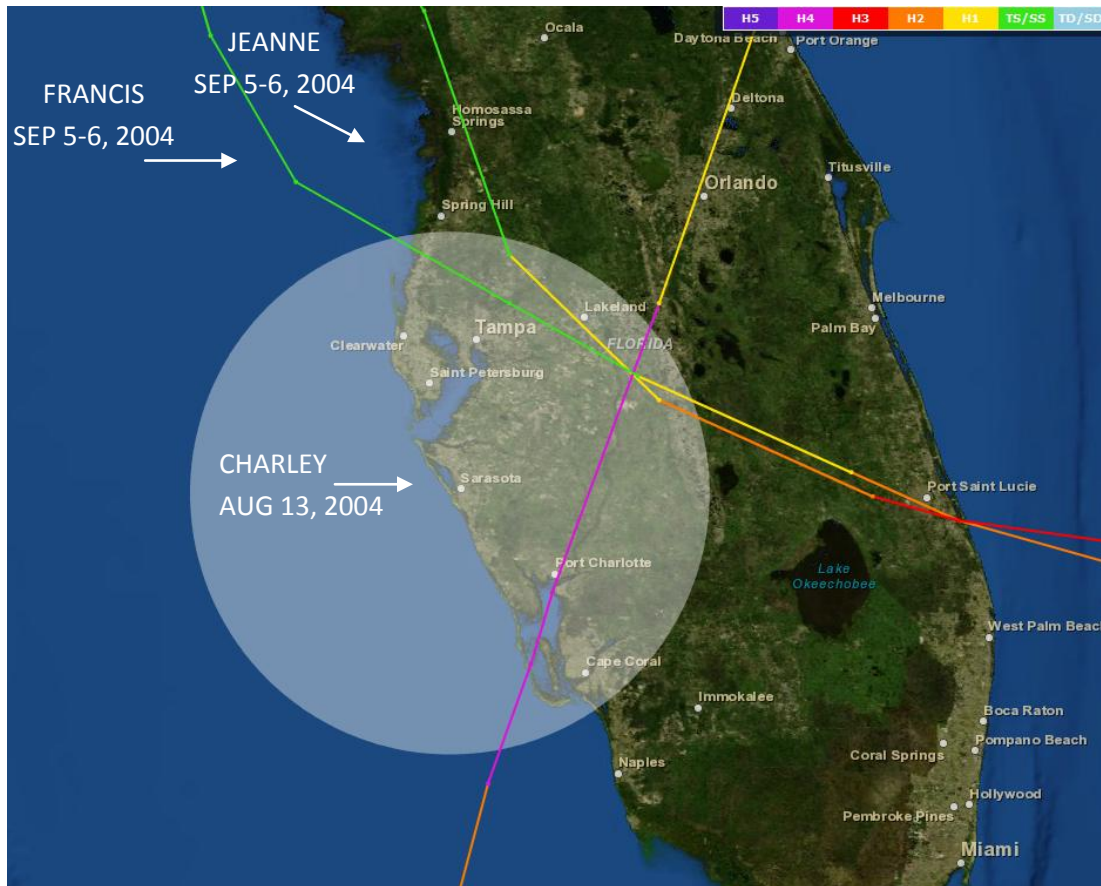 H5 H4 H3 H2 H1 TS/SS TD/SD
Ocala
JEANNE
Daytona Beach
Port Orange
SEP 5-6, 2004
FRANCIS
Deltona
Homosassa
Springs
SEP 5-6, 2004
Titusville
Orlando
Spring Hill
Melbourne
Lakeland
Palm Bay
Tampa
Clearwater
FLORIDA
Saint Petersburg
CHARLEY
Sarasota
Port Saint Lucie
AUG 13, 2004
Port Charlotte
Lake
Okeechobee
West Palm Beach
Cape Coral
Immokalee
Boca Raton
Coral Springs
Pompano Beach
Naples
Hollywood
Pembroke Pines
Miami